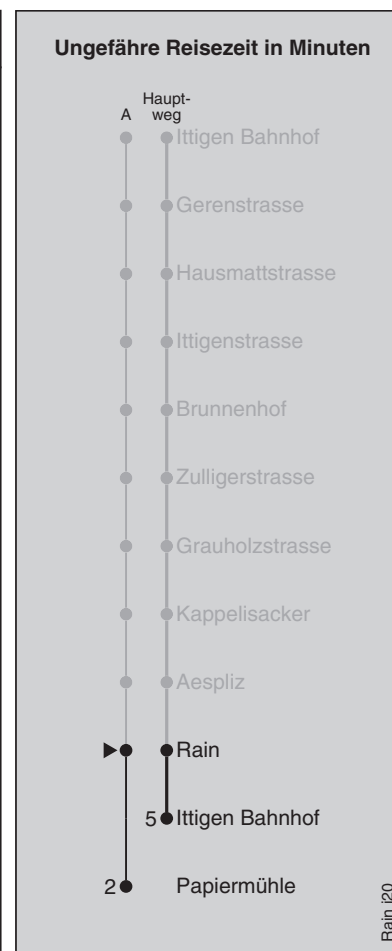 Ungefähre Reisezeit in Minuten
A
Haupt-
weg
Ittigen Bahnhof
Gerenstrasse
Hausmattstrasse
Ittigenstrasse
Brunnenhof
Zulligerstrasse
Grauholzstrasse
Kappelisacker
Aespliz
Rain
5 Ittigen Bahnhof
2 Papiermühle
Rain j20